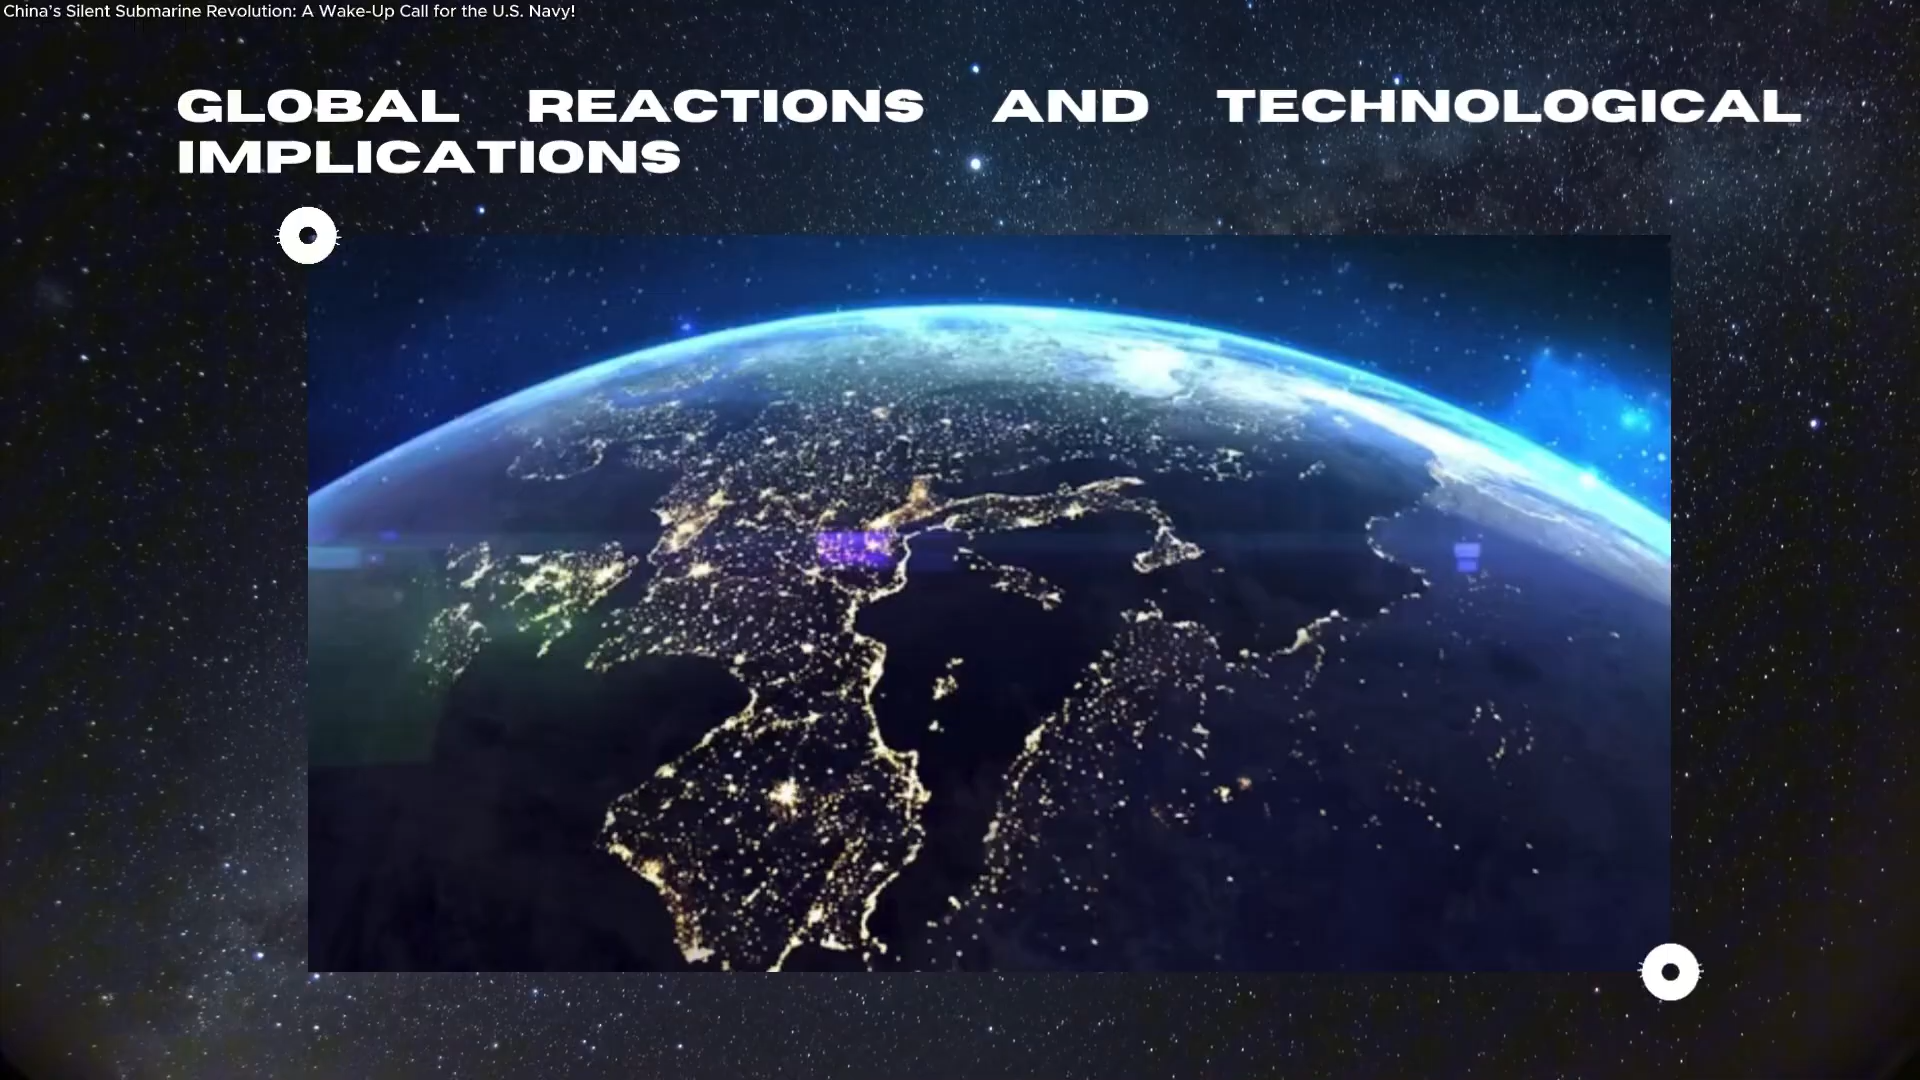 China’s Silent Submarine Revolution: A Wake-Up Call for the U.S. Navy!
GLOBAL REACTIONS AND TECHNOLOGICAL
IMPLICATIONS